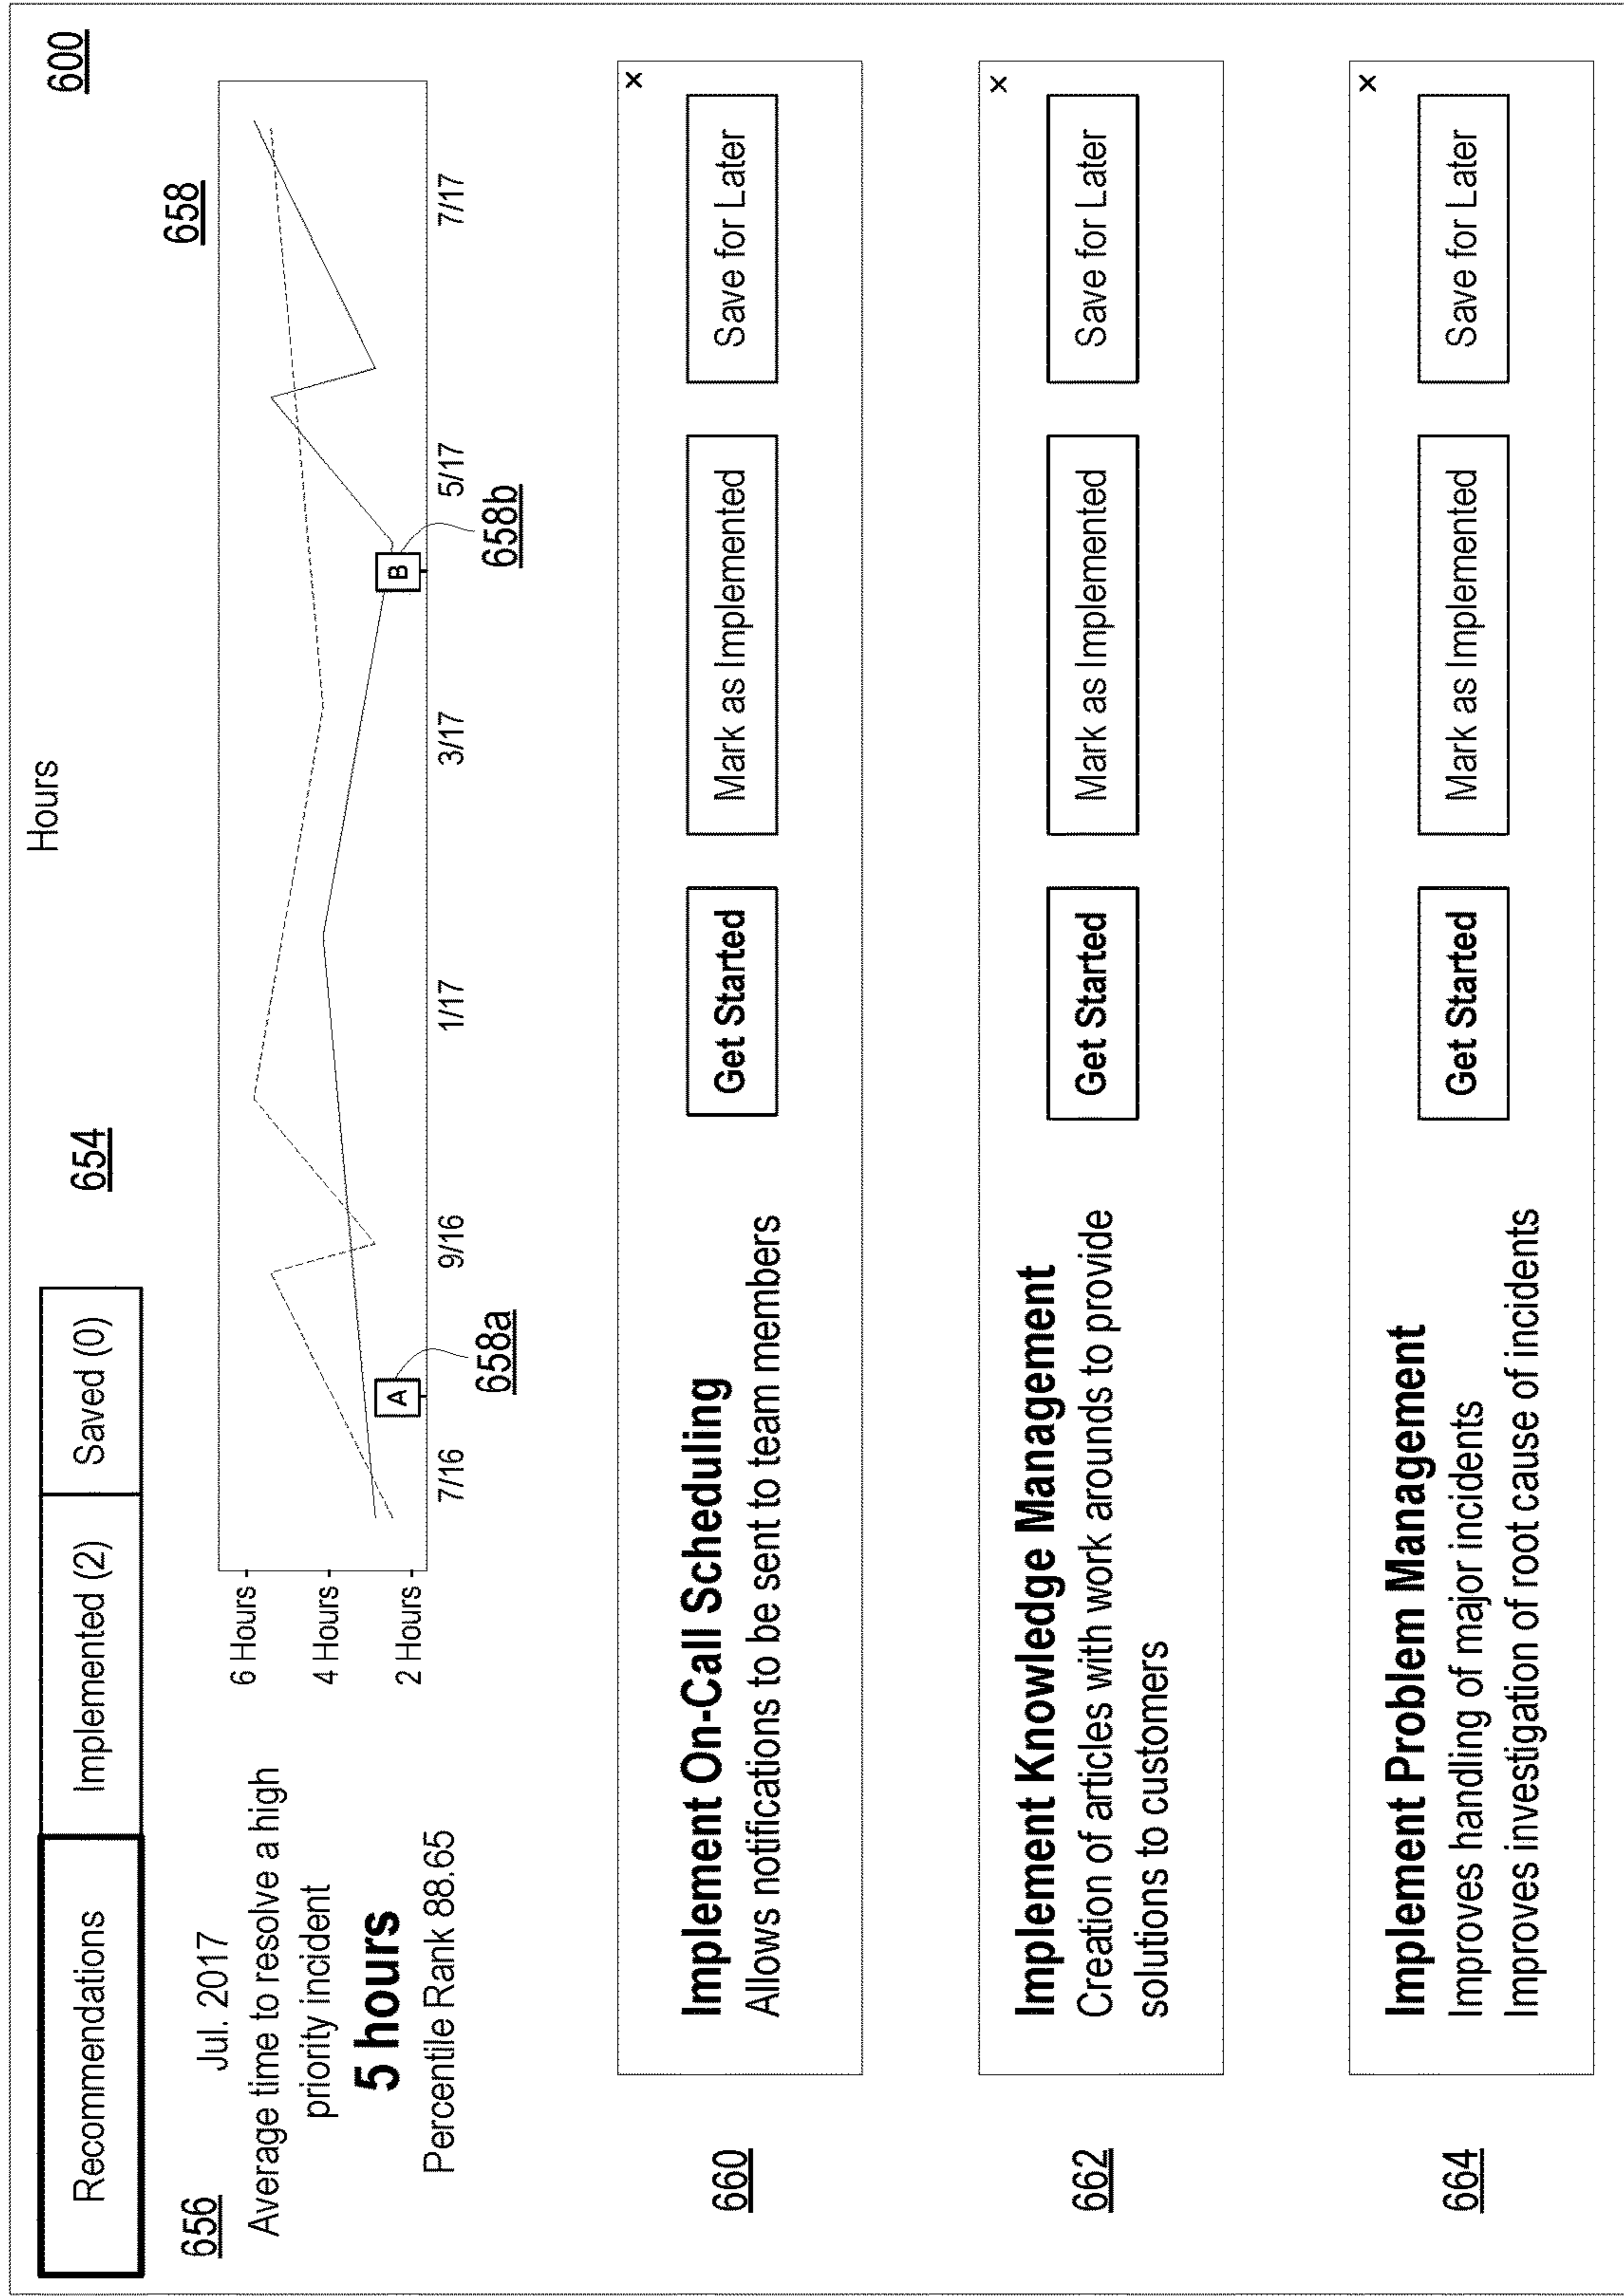 Hours
600
Recommendations
Implemented (2)
Saved (0)
654
656
Jul. 2017
Average time to resolve a high
priority incident
5 hours
Percentile Rank 88.65
658
6 Hours
4 Hours
2 Hours
A
B
7/16
9/16
1/17
3/17
5/17
7/17
658a
658b
660
Implement On-Call Scheduling
Allows notifications to be sent to team members
Get Started
Mark as Implemented
Save for Later
×
662
Implement Knowledge Management
Creation of articles with work arounds to provide
solutions to customers
Get Started
Mark as Implemented
Save for Later
×
664
Implement Problem Management
Improves handling of major incidents
Improves investigation of root cause of incidents
Get Started
Mark as Implemented
Save for Later
×